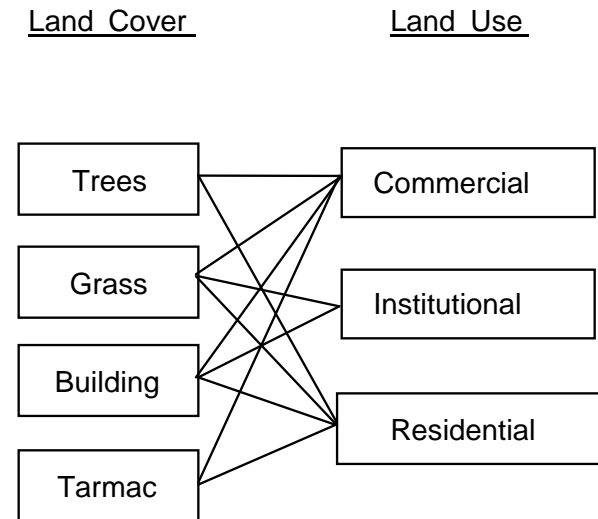 Land Cover
Land Use
Trees
Commercial
Grass
Institutional
Building
Residential
Tarmac